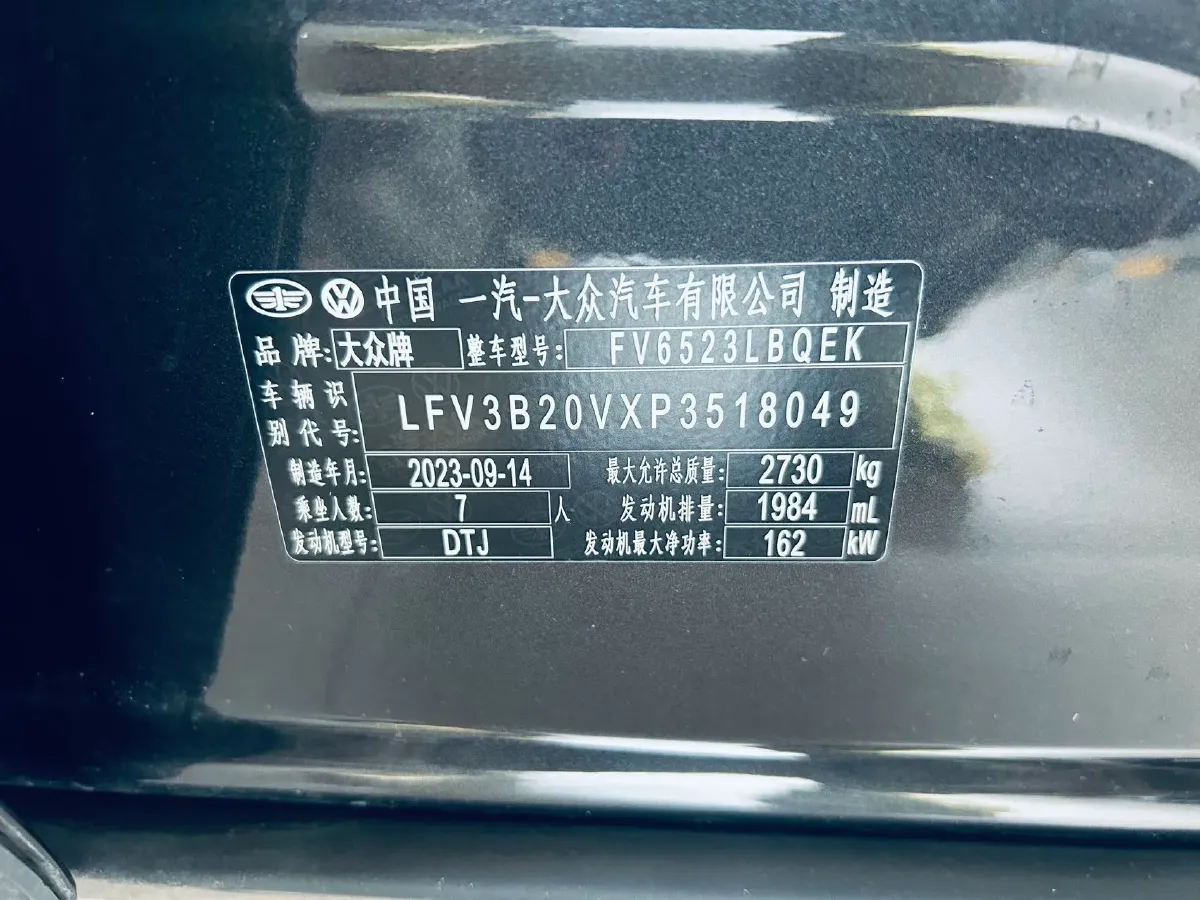 中国 一汽-大众汽车有限公司 制造
品牌: 大众牌 整车型号: FV6523LBQEK
车辆识
别代号: LFV3B20VXP3518049
制造年月: 2023-09-14 最大允许总质量: 2730 kg
乘坐人数: 7 人 发动机排量: 1984 mL
发动机型号: DTJ 发动机最大净功率: 162 kW